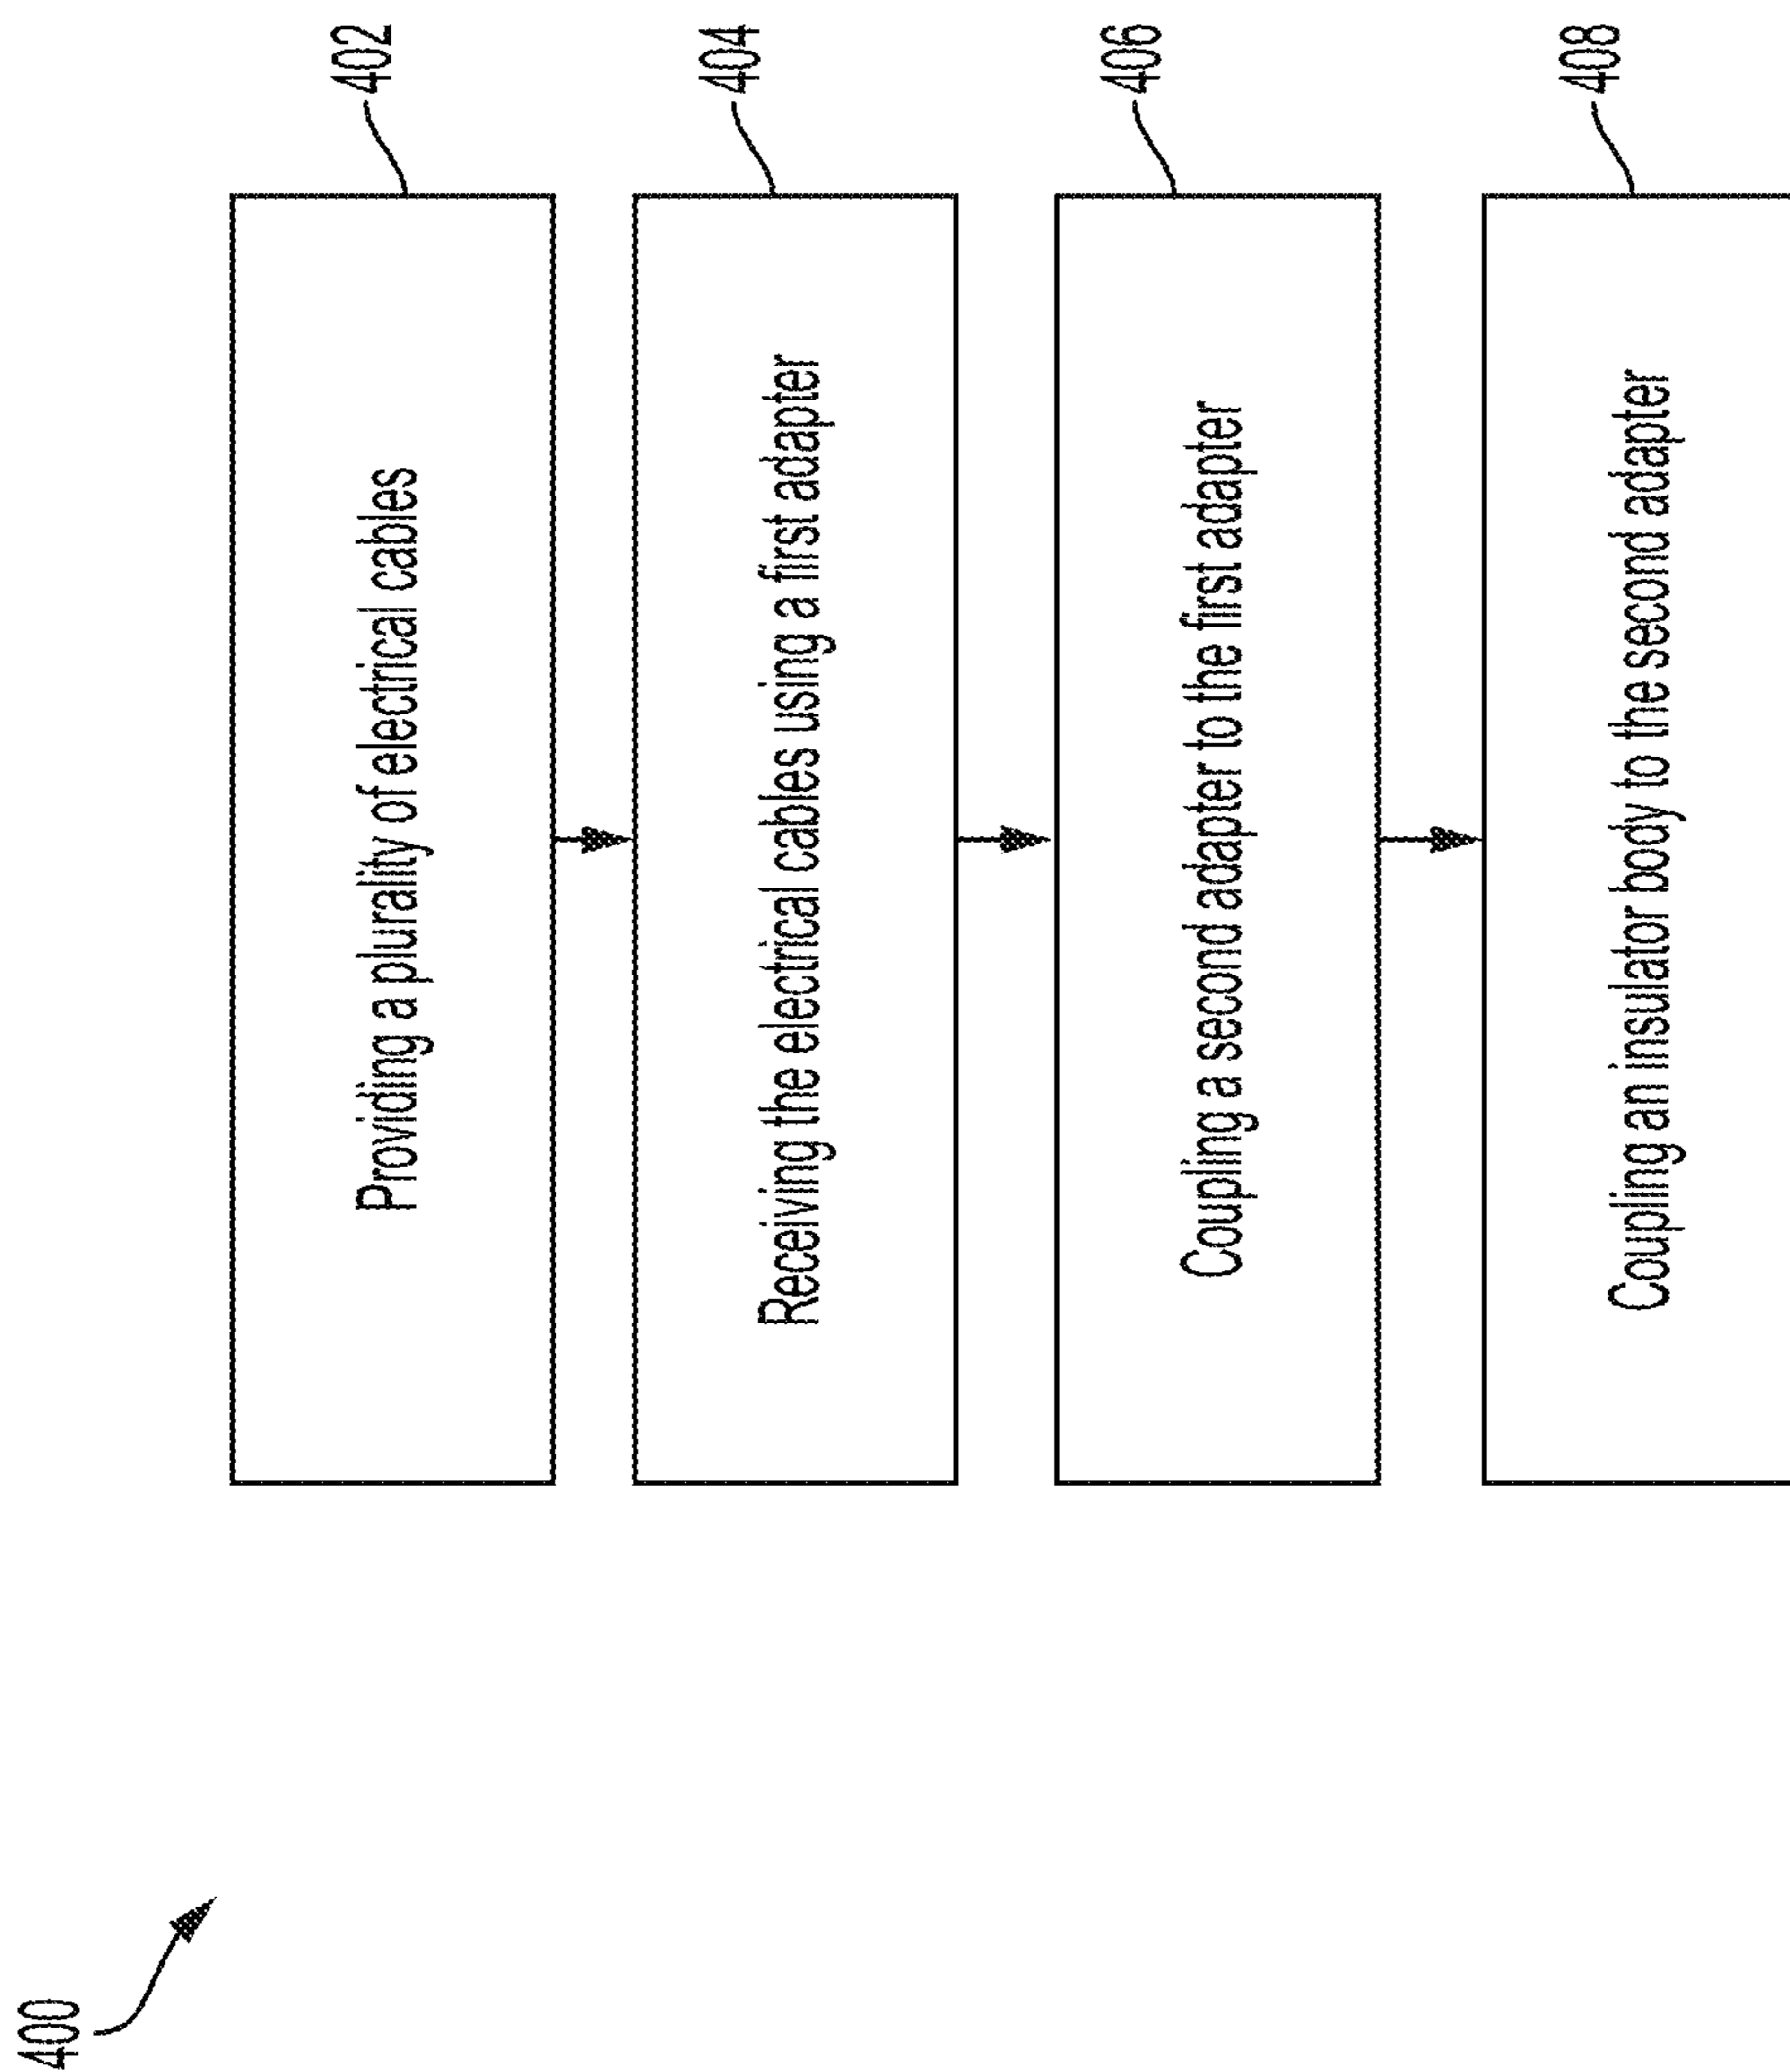 400
Providing a plurality of electrical cables
402
Receiving the electrical cables using a first adapter
404
Coupling a second adapter to the first adapter
406
Coupling an insulator body to the second adapter
408